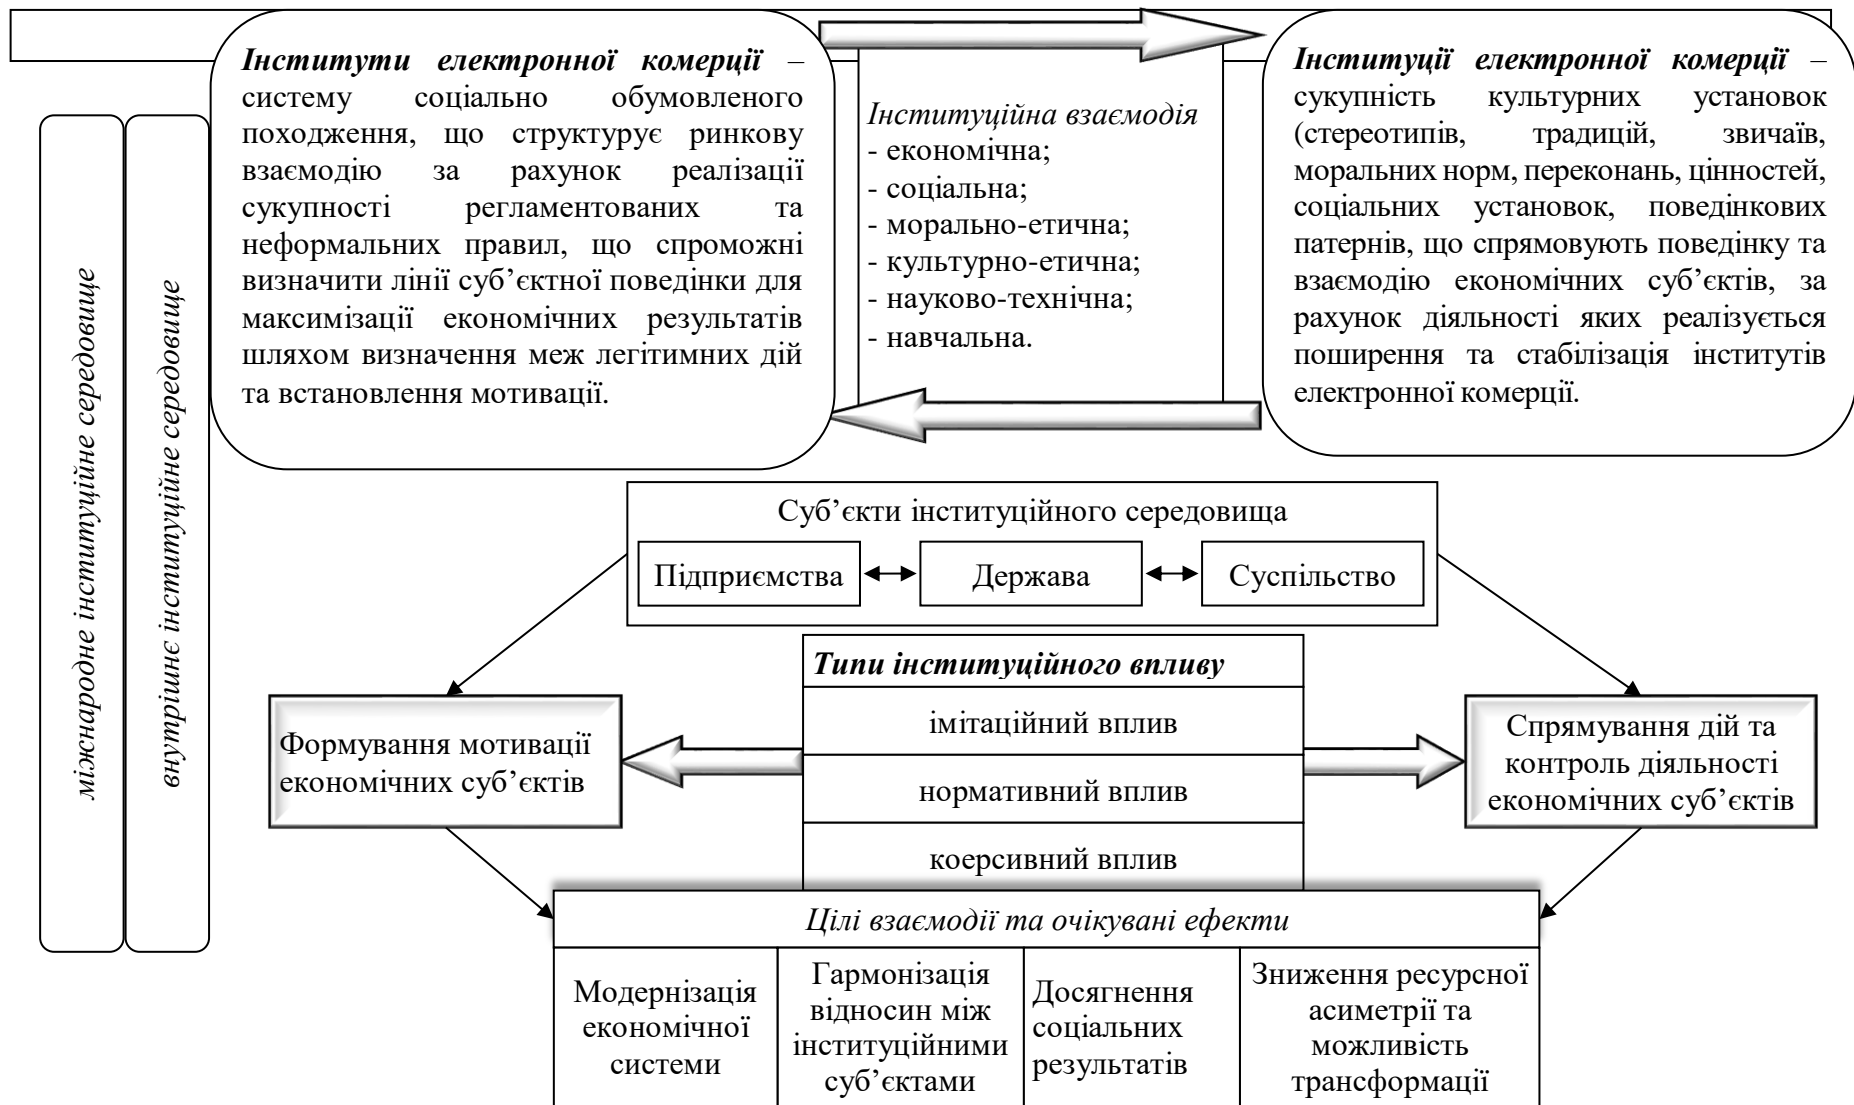 Інститути електронної комерції –
систему соціально обумовленого
походження, що структурує ринкову
взаємодію за рахунок реалізації
сукупності регламентованих та
неформальних правил, що спроможні
визначити лінії суб’єктної поведінки для
максимізації економічних результатів
шляхом визначення меж легітимних дій
та встановлення мотивації.
Інституційна взаємодія
- економічна;
- соціальна;
- морально-етична;
- культурно-етична;
- науково-технічна;
- навчальна.
Інституції електронної комерції –
сукупність культурних установок
(стереотипів, традицій, звичаїв,
моральних норм, переконань, цінностей,
соціальних установок, поведінкових
патернів, що спрямовують поведінку та
взаємодію економічних суб’єктів, за
рахунок діяльності яких реалізується
поширення та стабілізація інститутів
електронної комерції.
міжнародне інституційне середовище
внутрішнє інституційне середовище
Суб’єкти інституційного середовища
Підприємства
Держава
Суспільство
Типи інституційного впливу
імітаційний вплив
нормативний вплив
коерсивний вплив
Формування мотивації
економічних суб’єктів
Спрямування дій та
контроль діяльності
економічних суб’єктів
Цілі взаємодії та очікувані ефекти
Модернізація
економічної
системи
Гармонізація
відносин між
інституційними
суб’єктами
Досягнення
соціальних
результатів
Зниження ресурсної
асиметрії та
можливість
трансформації